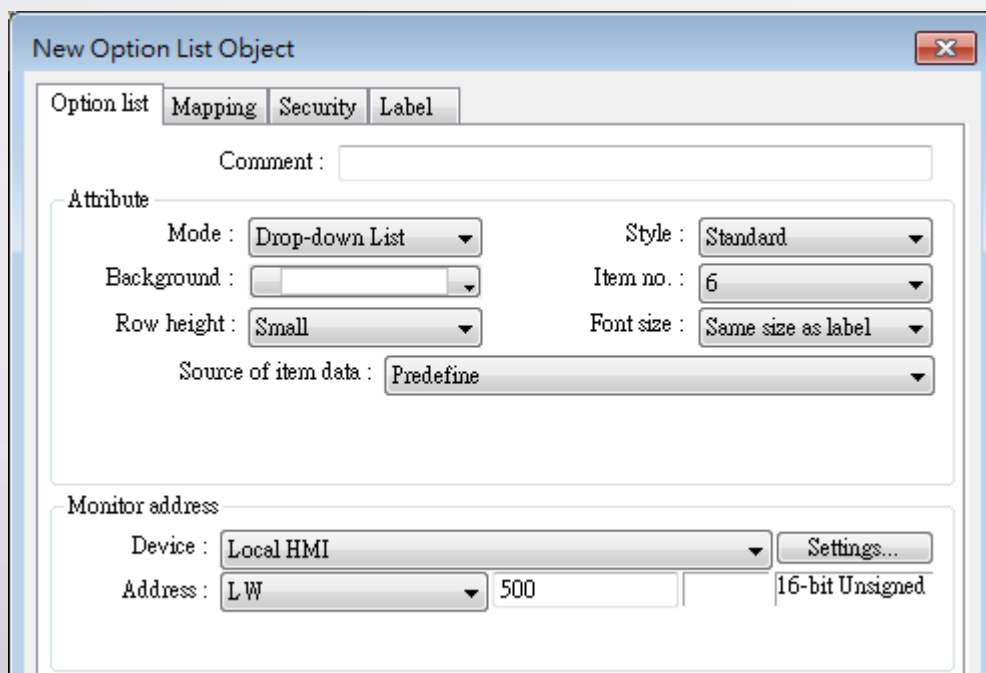 New Option List Object
Option list Mapping Security Label
Comment :
Attribute
Mode : Drop-down List Style : Standard
Background : Item no. : 6
Row height : Small Font size : Same size as label
Source of item data : Predefine
Monitor address
Device : Local HMI Settings...
Address : LW 500 16-bit Unsigned